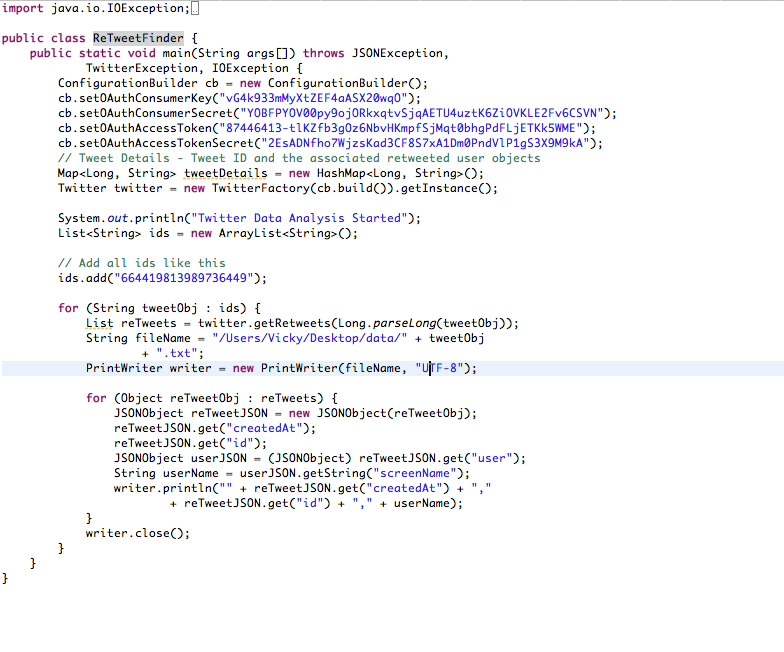 import java.io.IOException;
public class ReTweetFinder {
public static void main(String args[]) throws JSONException,
TwitterException, IOException {
ConfigurationBuilder cb = new ConfigurationBuilder();
cb.setOAuthConsumerKey("vG4k933mMyXtZEF4aASX20wqO");
cb.setOAuthConsumerSecret("YOBFPYOV00py9ojORkxqtvSjqAETU4uztK6ZiOVKLE2Fv6CSVN");
cb.setOAuthAccessToken("87446413-tlKZfb3gOz6NbvHKmpfSjMqt0bhgPdFLjETKk5WME");
cb.setOAuthAccessTokenSecret("2EsADNfho7WjzsKad3CF8S7xA1Dm0PndVlP1gS3X9M9kA");
// Tweet Details - Tweet ID and the associated retweeted user objects
Map<Long, String> tweetDetails = new HashMap<Long, String>();
Twitter twitter = new TwitterFactory(cb.build()).getInstance();
System.out.println("Twitter Data Analysis Started");
List<String> ids = new ArrayList<String>();
// Add all ids like this
ids.add("664419813989736449");
for (String tweetObj : ids) {
List reTweets = twitter.getRetweets(Long.parseLong(tweetObj));
String fileName = "/Users/Vicky/Desktop/data/" + tweetObj
+ ".txt";
PrintWriter writer = new PrintWriter(fileName, "UTF-8");
for (Object reTweetObj : reTweets) {
JSONObject reTweetJSON = new JSONObject(reTweetObj);
reTweetJSON.get("createdAt");
reTweetJSON.get("id");
JSONObject userJSON = (JSONObject) reTweetJSON.get("user");
String userName = userJSON.getString("screenName");
writer.println("" + reTweetJSON.get("createdAt") + ","
+ reTweetJSON.get("id") + "," + userName);
}
writer.close();
}
}
}